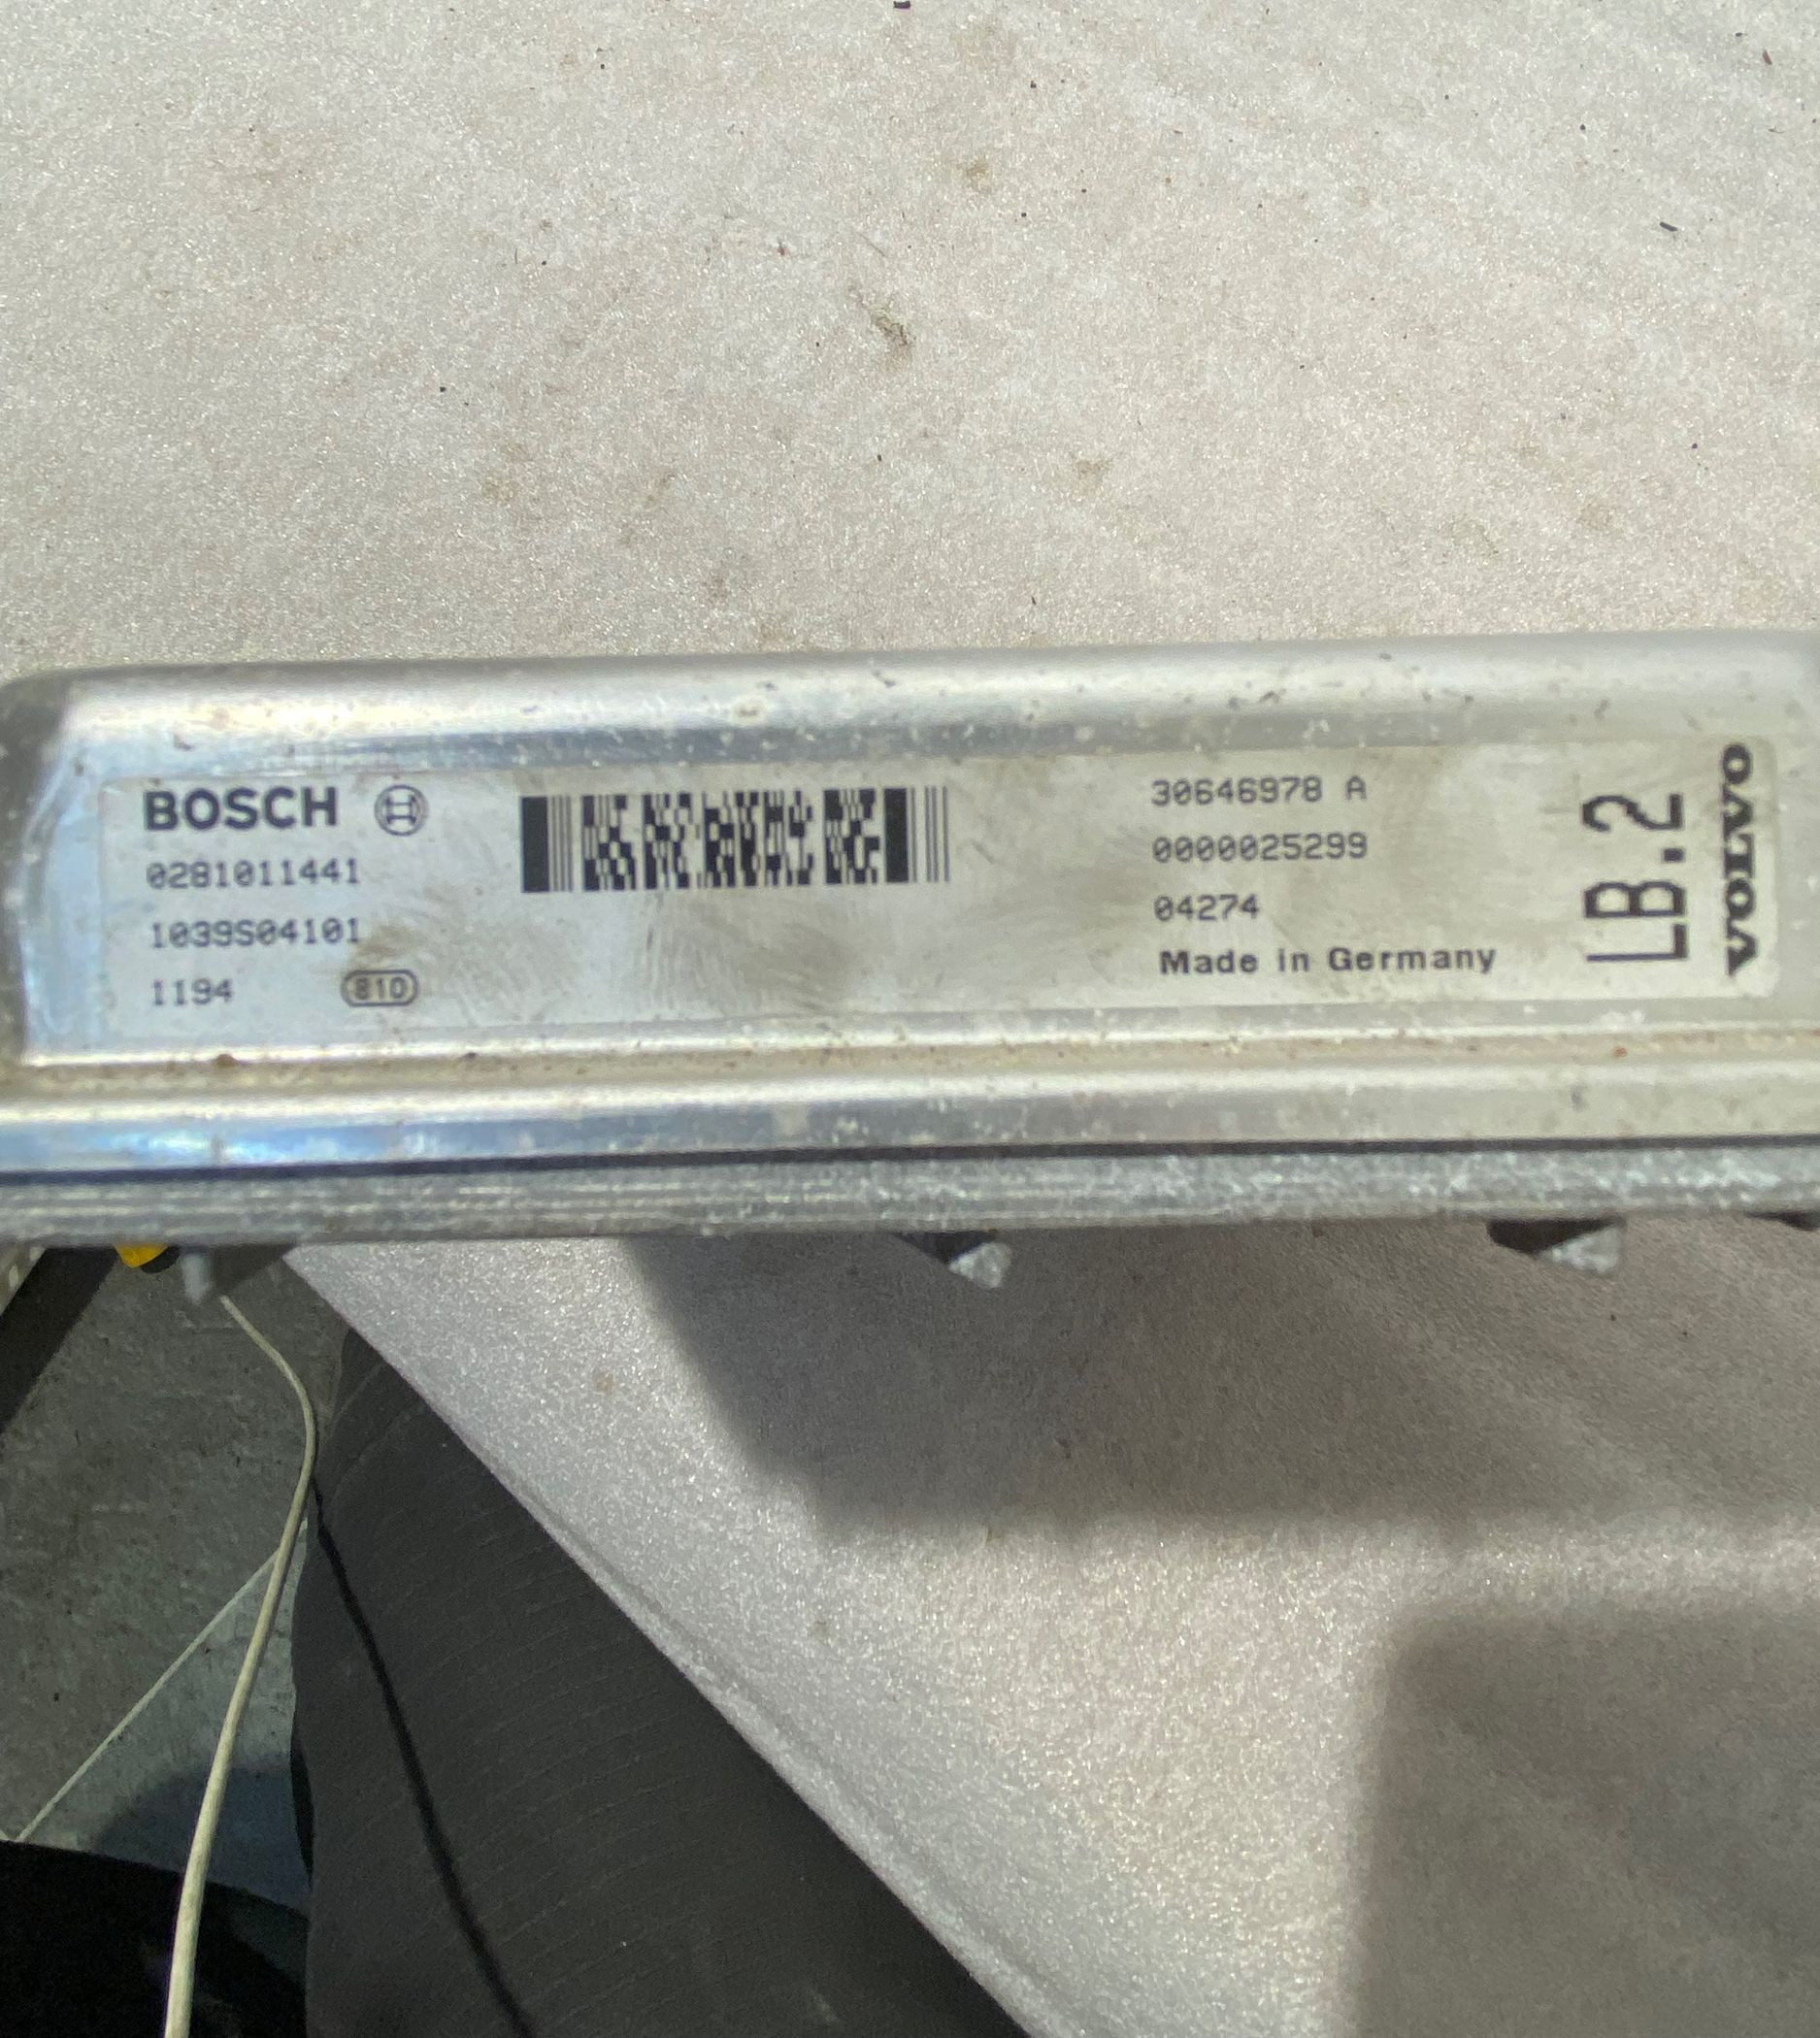 BOSCH
0281011441
1039S04101
1194
810
30646978 A
0000025299
04274
Made in Germany
LB.2
VOLVO